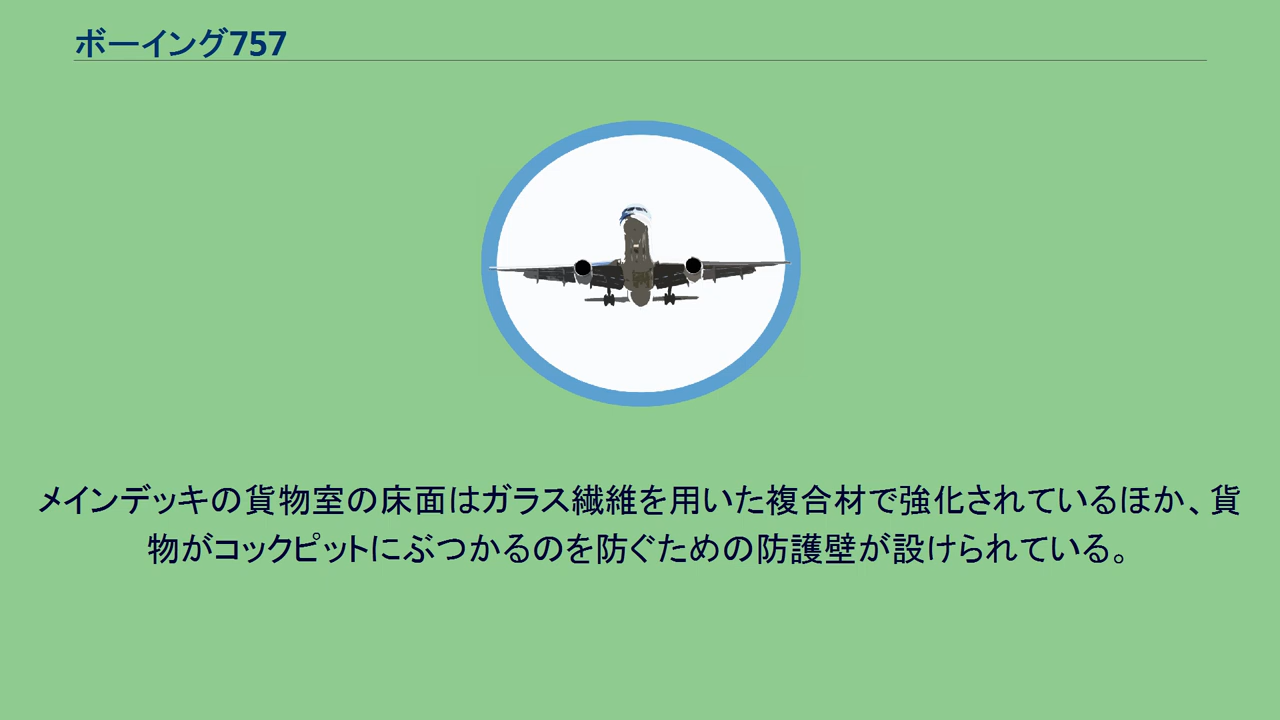 ボーイング757
メインデッキの貨物室の床面はガラス繊維を用いた複合材で強化されているほか、貨
物がコックピットにぶつかるのを防ぐための防護壁が設けられている。